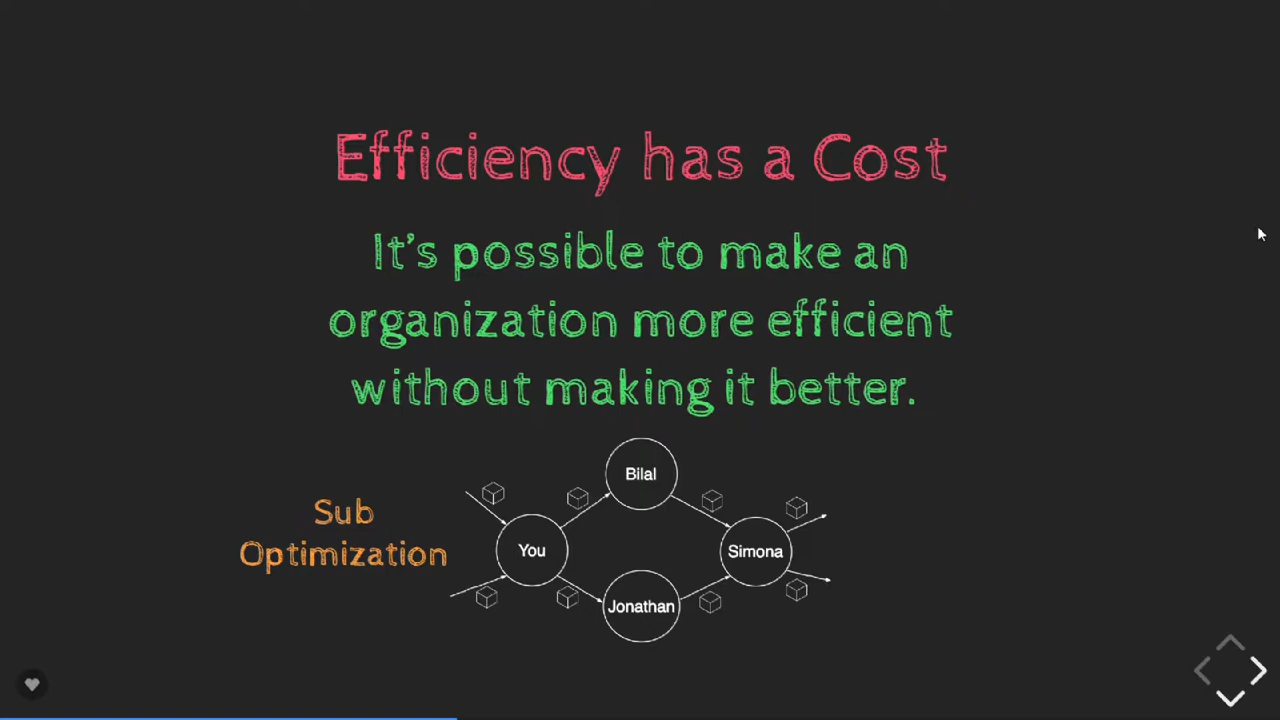 Efficiency has a Cost
It's possible to make an
organization more efficient
without making it better.
Sub
Optimization
Bilal
You
Simona
Jonathan